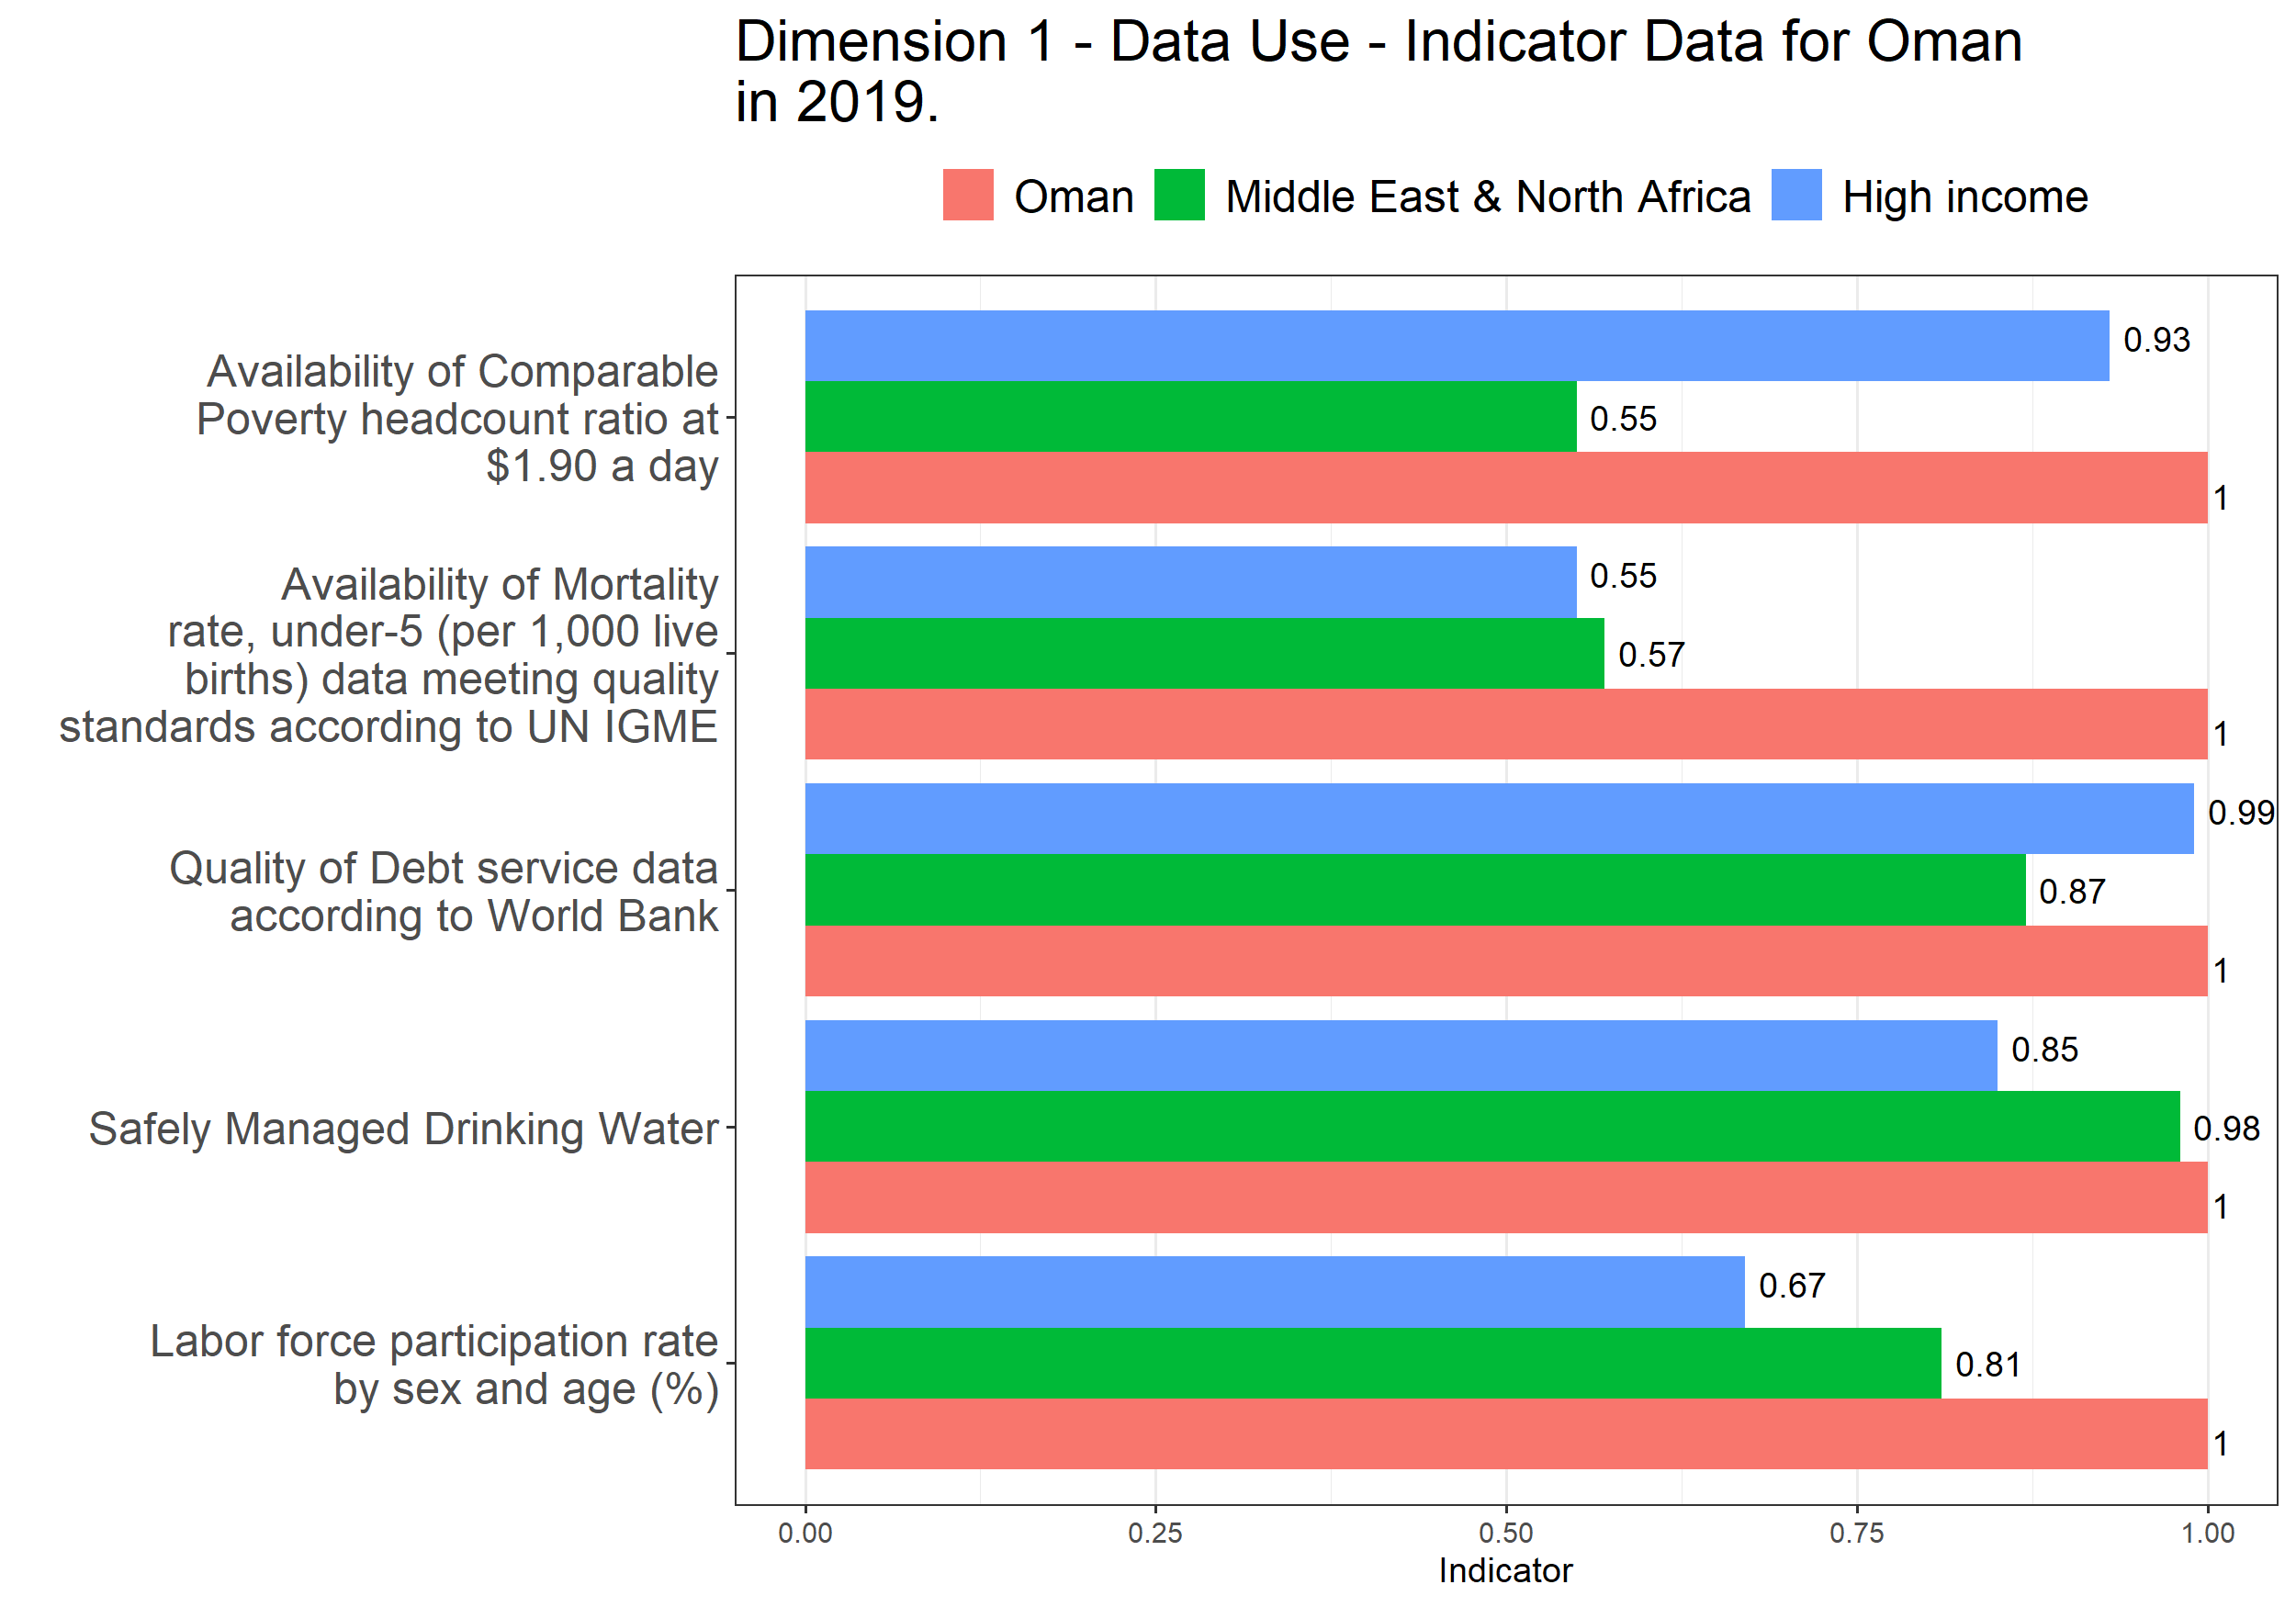 Dimension 1 - Data Use - Indicator Data for Oman
in 2019.
Oman Middle East & North Africa High income
Availability of Comparable
Poverty headcount ratio at
$1.90 a day
0.93
0.55
1
Availability of Mortality
rate, under-5 (per 1,000 live
births) data meeting quality
standards according to UN IGME
0.55
0.57
1
Quality of Debt service data
according to World Bank
0.99
0.87
1
Safely Managed Drinking Water
0.85
0.98
1
Labor force participation rate
by sex and age (%)
0.67
0.81
1
0.00 0.25 0.50 0.75 1.00
Indicator